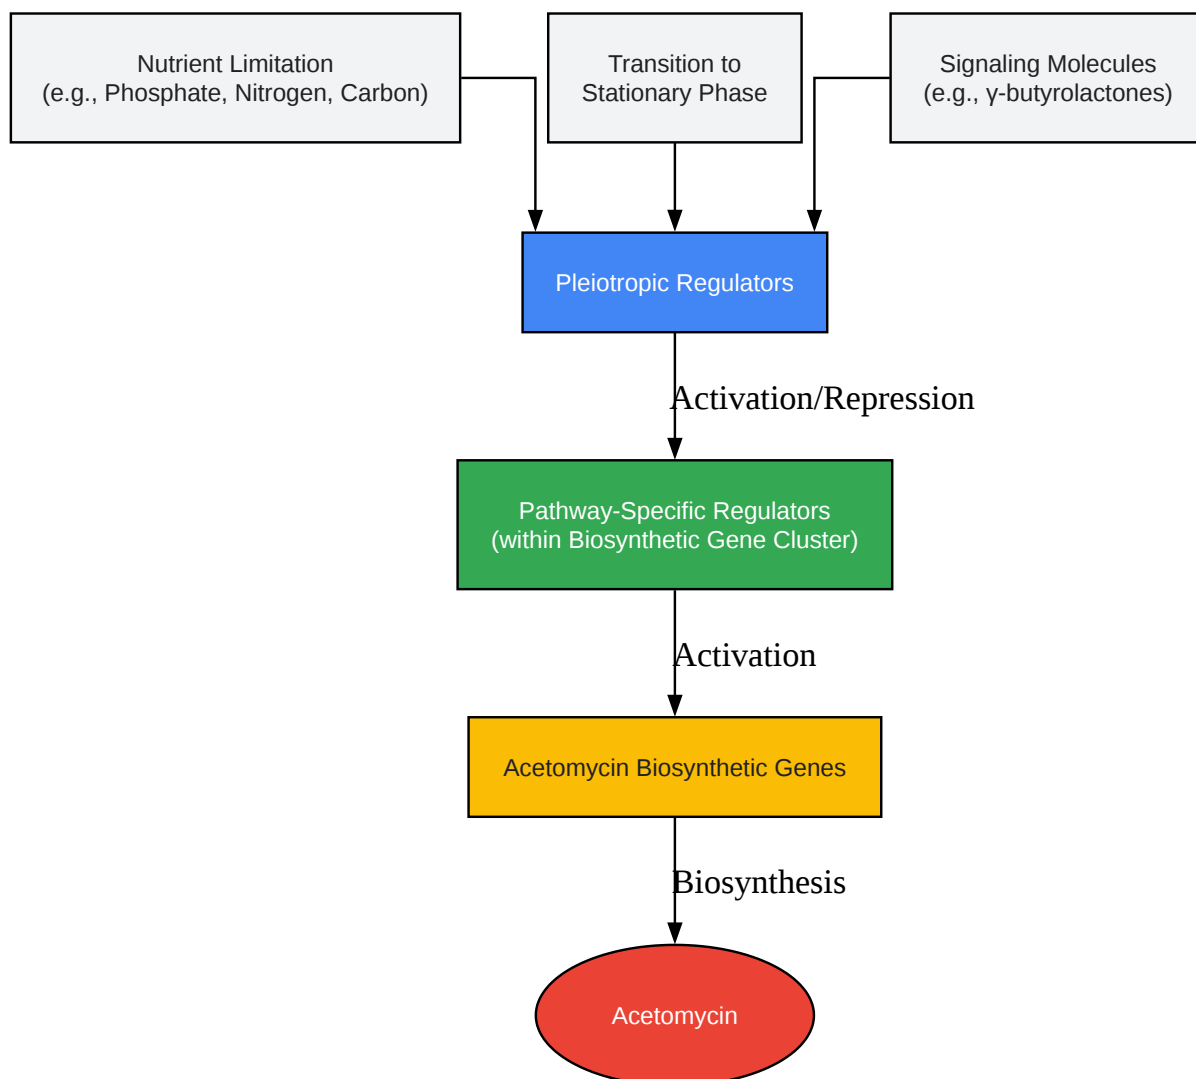 Nutrient Limitation
(e.g., Phosphate, Nitrogen, Carbon)
Transition to
Stationary Phase
Signaling Molecules
(e.g., γ-butyrolactones)
Pleiotropic Regulators
Activation/Repression
Pathway-Specific Regulators
(within Biosynthetic Gene Cluster)
Activation
Acetomycin Biosynthetic Genes
Biosynthesis
Acetomycin